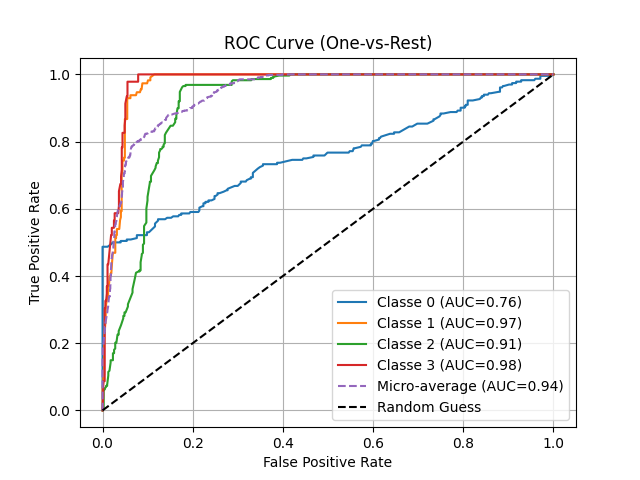 ROC Curve (One-vs-Rest)
True Positive Rate
1.0
0.8
0.6
0.4
0.2
0.0
Classe 0 (AUC=0.76)
Classe 1 (AUC=0.97)
Classe 2 (AUC=0.91)
Classe 3 (AUC=0.98)
Micro-average (AUC=0.94)
Random Guess
0.0 0.2 0.4 0.6 0.8 1.0
False Positive Rate